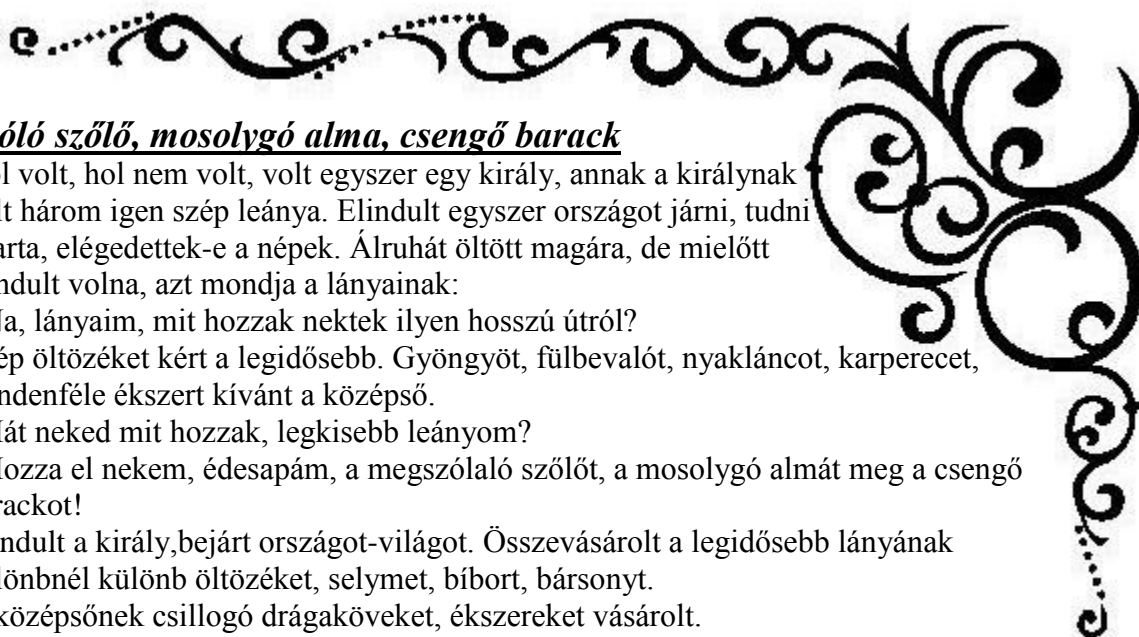 óló szőlő, mosolygó alma, csengő barack
l volt, hol nem volt, volt egyszer egy király, annak a királynak
lt három igen szép leánya. Elindult egyszer országot járni, tudni
arta, elégedettek-e a népek. Álruhát öltött magára, de mielőtt
ndult volna, azt mondja a lányainak:
Na, lányaim, mit hozzak nektek ilyen hosszú útról?
ép öltözéket kért a legidősebb. Gyöngyöt, fülbevalót, nyakláncot, karperecet,
ndenféle ékszert kívánt a középső.
Hát neked mit hozzak, legkisebb leányom?
Hozza el nekem, édesapám, a megszólaló szőlőt, a mosolygó almát meg a csengő
rackot!
ndult a király,bejárt országot-világot. Összevásárolt a legidősebb lányának
lönbnél különb öltözéket, selymet, bíbort, bársonyt.
középsőnek csillogó drágaköveket, ékszereket vásárolt.